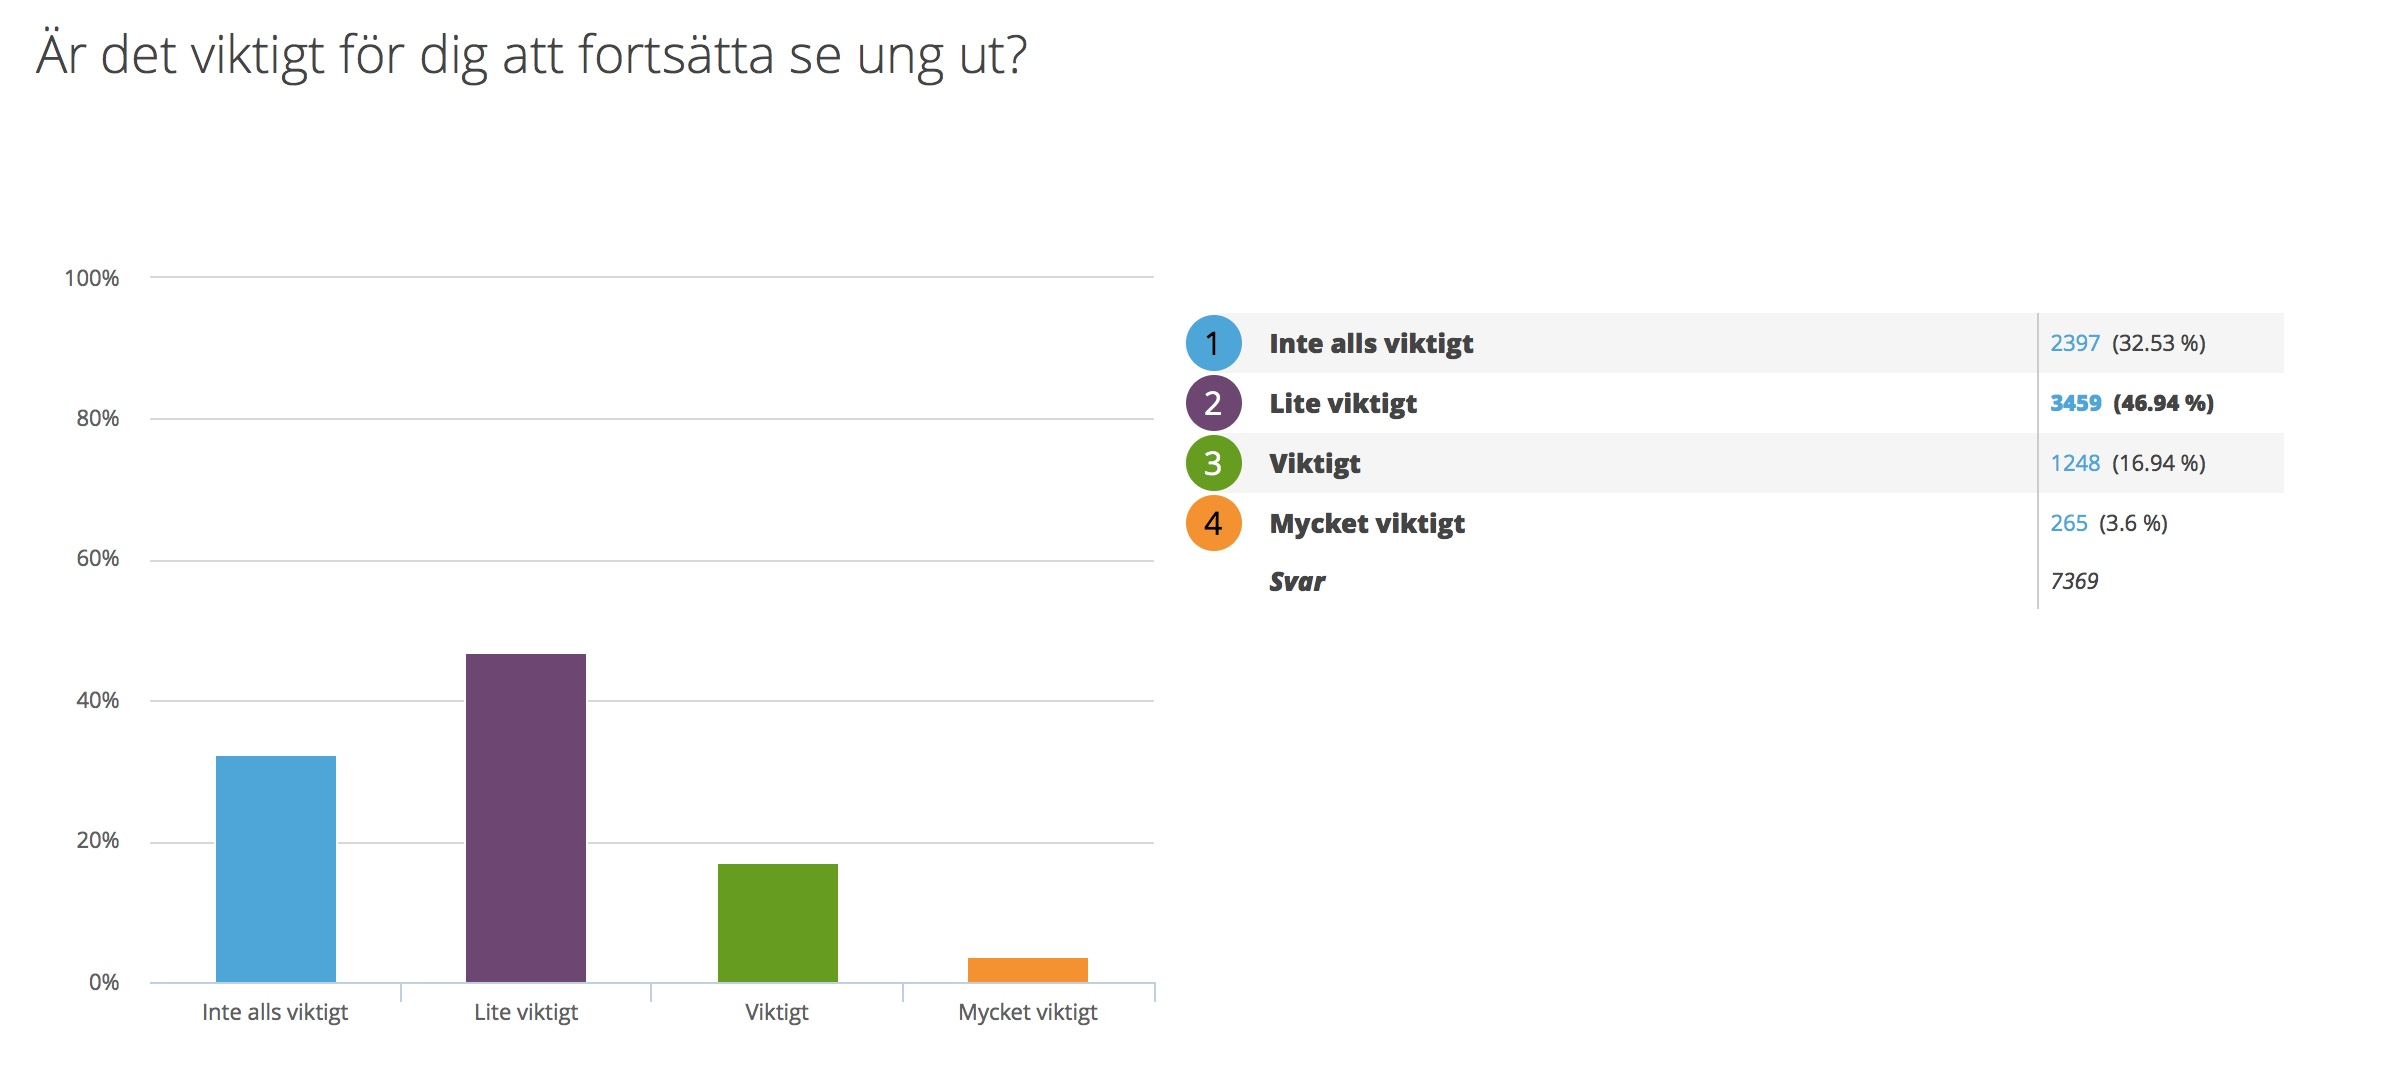 Är det viktigt för dig att fortsätta se ung ut?
100%
80%
60%
40%
20%
0%
Inte alls viktigt
Lite viktigt
Viktigt
Mycket viktigt
1 Inte alls viktigt 2397 (32.53 %)
2 Lite viktigt 3459 (46.94 %)
3 Viktigt 1248 (16.94 %)
4 Mycket viktigt 265 (3.6 %)
Svar 7369